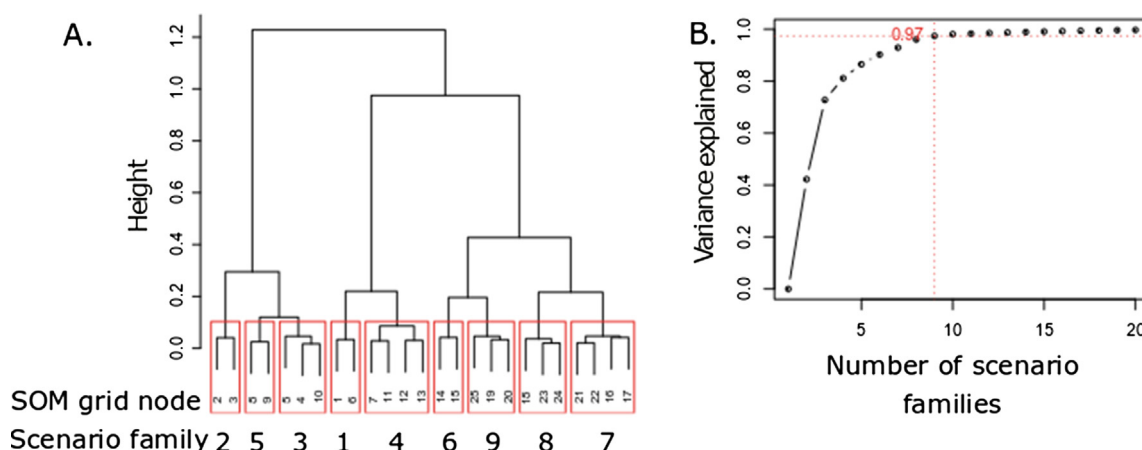 A.
Height
0.0 0.2 0.4 0.6 0.8 1.0 1.2
SOM grid node 2 3 5 9 5 4 10 1 6 7 11 12 13 14 15 25 19 20 15 23 24 21 22 16 17
Scenario family 2 5 3 1 4 6 9 8 7
B.
Variance explained
0.0 0.2 0.4 0.6 0.8 1.0
0.97
5 10 15 20
Number of scenario
families